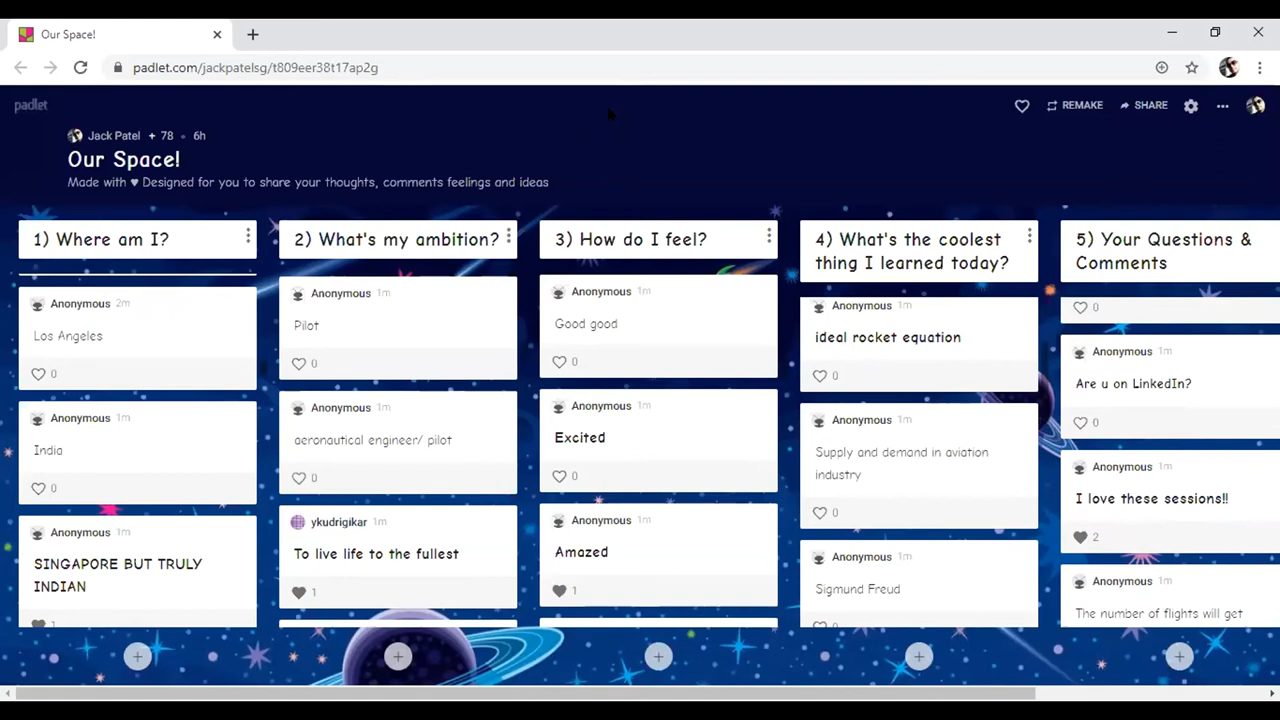 Our Space!
padlet.com/jackpatelsg/t809eer38t17ap2g
padlet
REMAKE
SHARE
Jack Patel + 78 • 6h
Our Space!
Made with ♥ Designed for you to share your thoughts, comments feelings and ideas
1) Where am I?
Anonymous 2m
Los Angeles
0
Anonymous 1m
India
0
Anonymous 1m
SINGAPORE BUT TRULY
INDIAN
1
2) What's my ambition?
Anonymous 1m
Pilot
0
Anonymous 1m
aeronautical engineer/ pilot
0
ykudrigikar 1m
To live life to the fullest
1
3) How do I feel?
Anonymous 1m
Good good
0
Anonymous 1m
Excited
0
Anonymous 1m
Amazed
1
4) What's the coolest
thing I learned today?
Anonymous 1m
ideal rocket equation
0
Anonymous 1m
Supply and demand in aviation
industry
0
Anonymous 1m
Sigmund Freud
0
5) Your Questions &
Comments
0
Anonymous 1m
Are u on LinkedIn?
0
Anonymous 1m
I love these sessions!!
2
Anonymous 1m
The number of flights will get